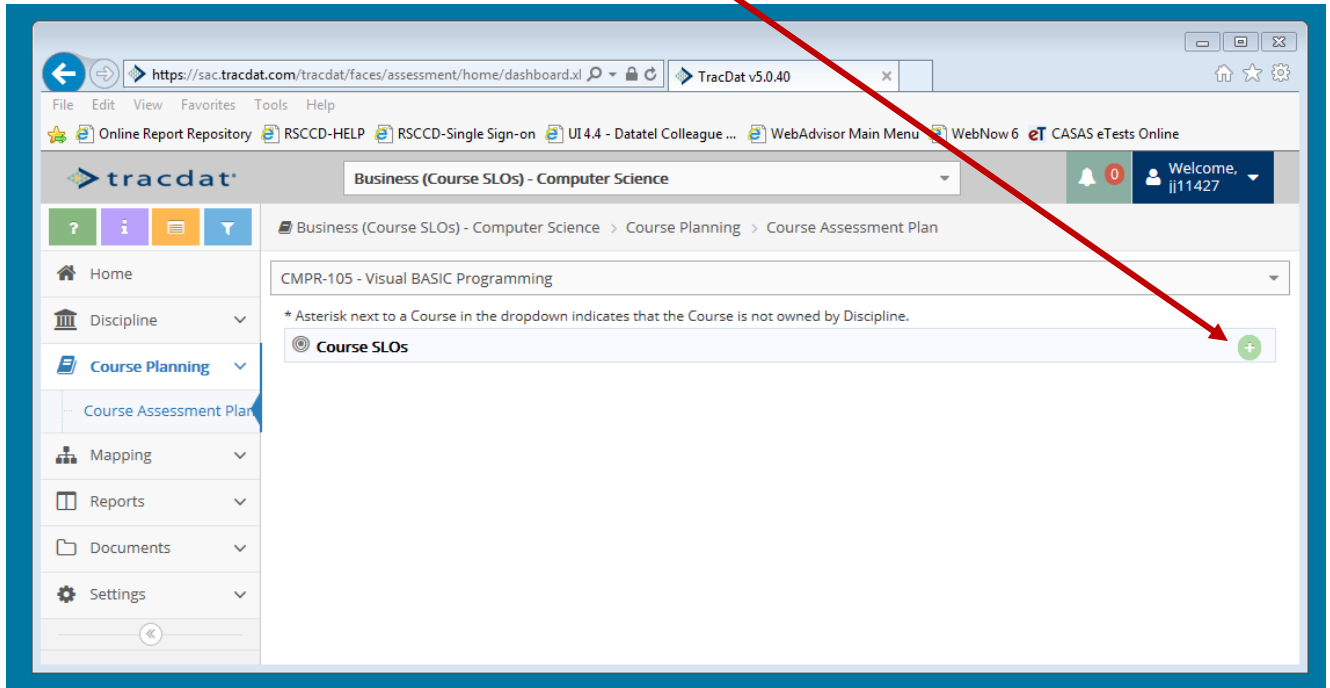 https://sac.tracdat.com/tracdat/faces/assessment/home/dashboard.xl
TracDat v5.0.40
File Edit View Favorites Tools Help
Online Report Repository RSCCD-HELP RSCCD-Single Sign-on UI 4.4 - Datatel Colleague ... WebAdvisor Main Menu WebNow 6 eT CASAS eTests Online
tracdat
Business (Course SLOs) - Computer Science
0
Welcome,
jj11427
? i
Business (Course SLOs) - Computer Science > Course Planning > Course Assessment Plan
Home
CMPR-105 - Visual BASIC Programming
Discipline
* Asterisk next to a Course in the dropdown indicates that the Course is not owned by Discipline.
Course SLOs
Course Planning
Course Assessment Plan
Mapping
Reports
Documents
Settings